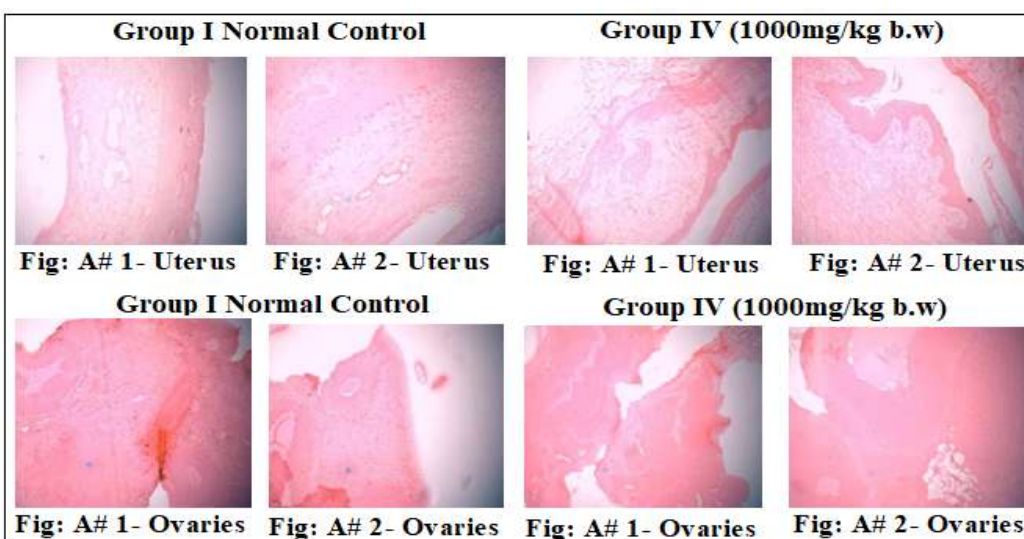 Group I Normal Control Group IV (1000mg/kg b.w)
Fig: A# 1- Uterus Fig: A# 2- Uterus Fig: A# 1- Uterus Fig: A# 2- Uterus
Group I Normal Control Group IV (1000mg/kg b.w)
Fig: A# 1- Ovaries Fig: A# 2- Ovaries Fig: A# 1- Ovaries Fig: A# 2- Ovaries